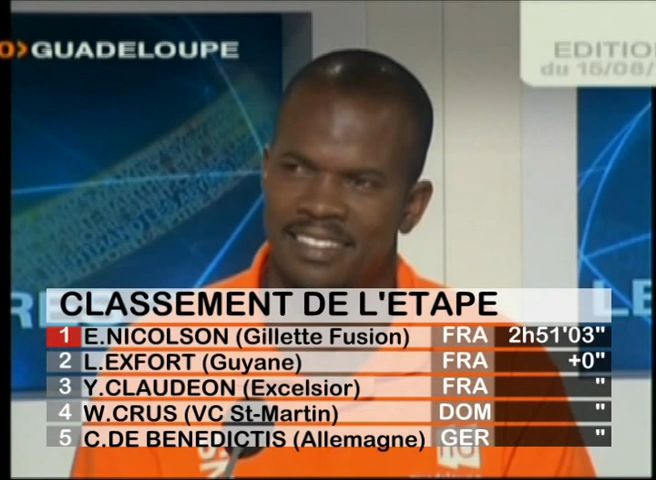 O>GUADELOUPE
EDITIO
du 15/08/
CLASSEMENT DE L'ETAPE
1 E.NICOLSON (Gillette Fusion) FRA 2h51'03"
2 L.EXFORT (Guyane) FRA +0"
3 Y.CLAUDEON (Excelsior) FRA "
4 W.CRUS (VC St-Martin) DOM "
5 C.DE BENEDICTIS (Allemagne) GER "